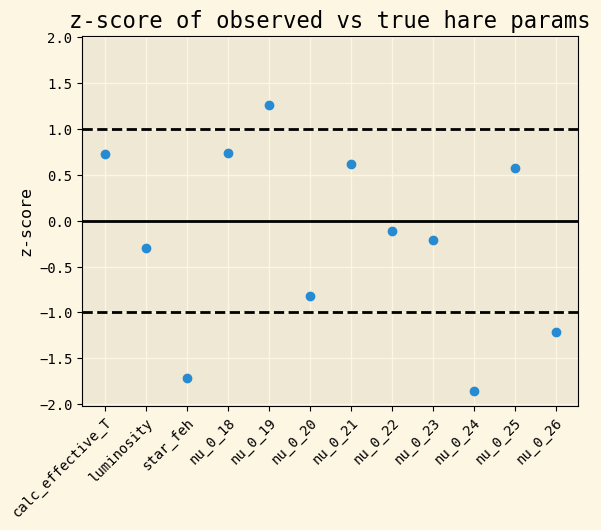 z-score of observed vs true hare params
z-score
2.0
1.5
1.0
0.5
0.0
−0.5
−1.0
−1.5
−2.0
calc_effective_T
luminosity
star_feh
nu_0_18
nu_0_19
nu_0_20
nu_0_21
nu_0_22
nu_0_23
nu_0_24
nu_0_25
nu_0_26